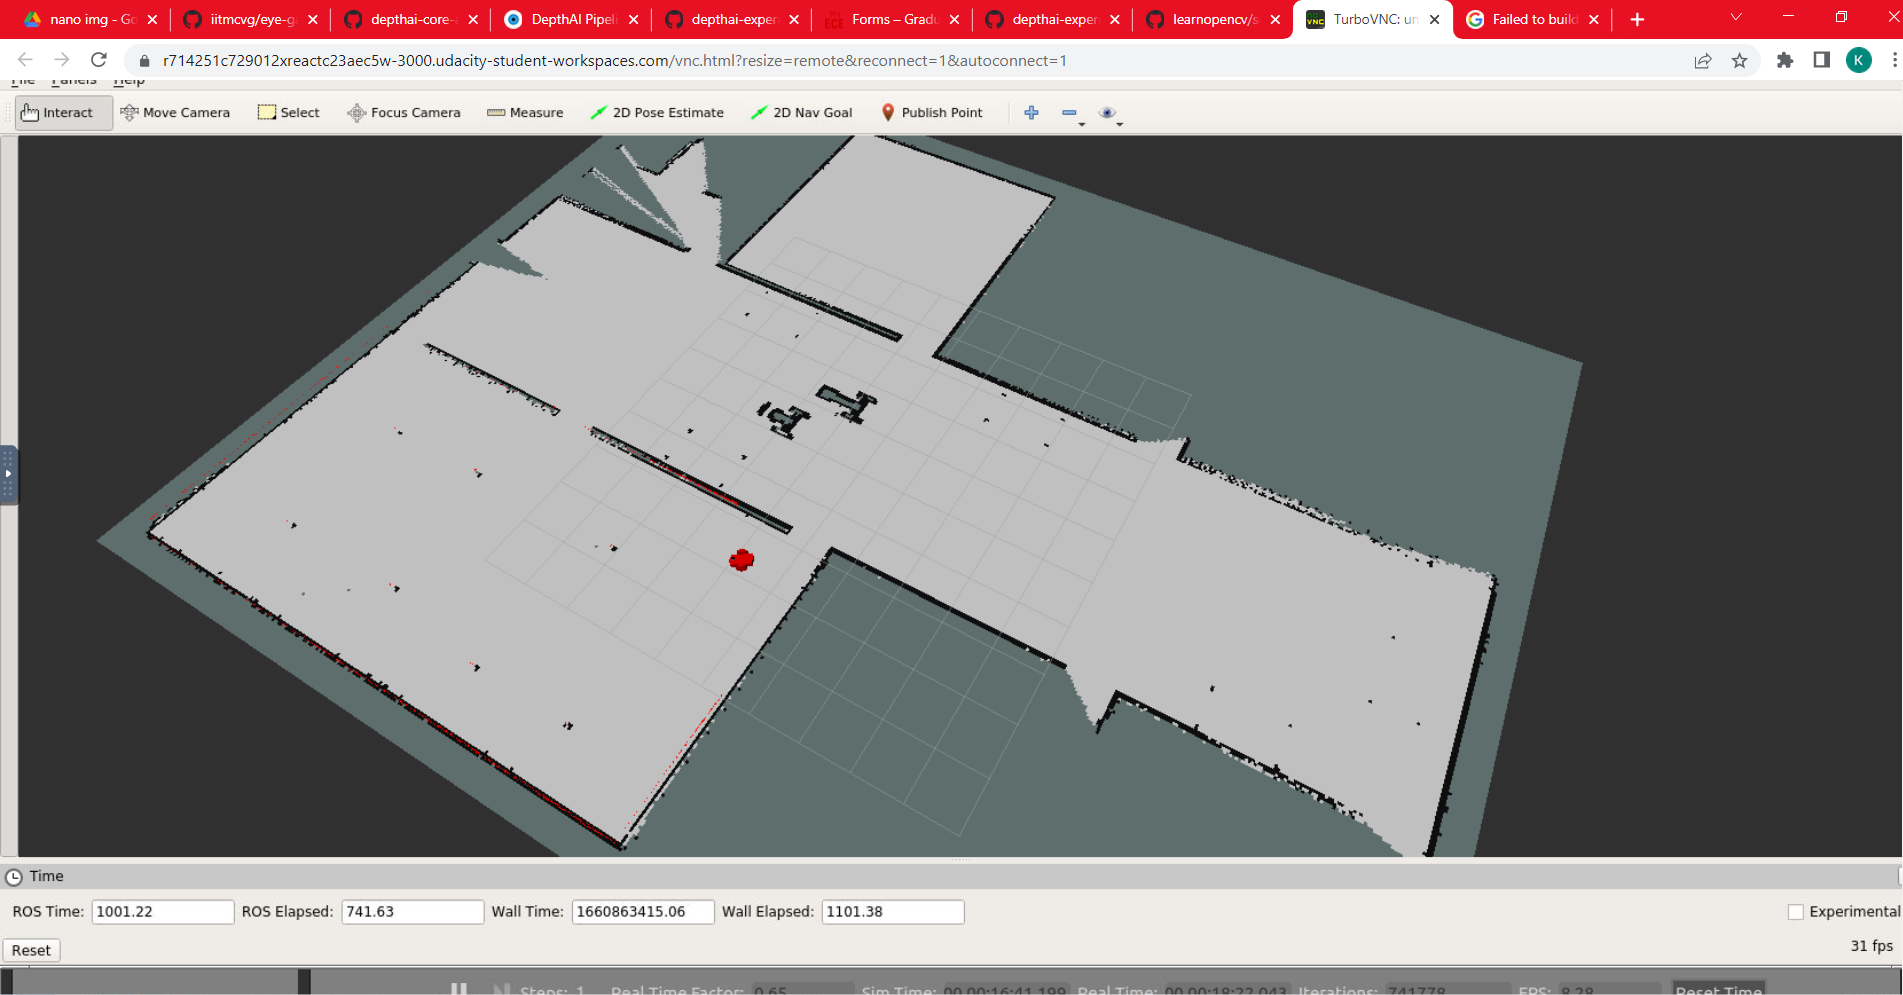 nano img - Go
iitmcvg/eye-ga
depthai-core-
DepthAI Pipeli
depthai-exper
Forms – Gradu
depthai-exper
learnopencv/s
TurboVNC: un
Failed to build
r714251c729012xreactc23aec5w-3000.udacity-student-workspaces.com/vnc.html?resize=remote&reconnect=1&autoconnect=1
K
File Panels Help
Interact Move Camera Select Focus Camera Measure 2D Pose Estimate 2D Nav Goal Publish Point
Time
ROS Time: 1001.22 ROS Elapsed: 741.63 Wall Time: 1660863415.06 Wall Elapsed: 1101.38 Experimental
Reset 31 fps
Steps: 1 Real Time Factor: 0.65 Sim Time: 00 00:16:41.199 Real Time: 00 00:18:22.043 Iterations: 741778 FPS: 8.28 Reset Time